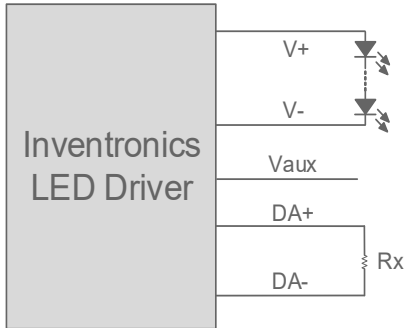 Inventronics
LED Driver
V+
V-
Vaux
DA+
Rx
DA-